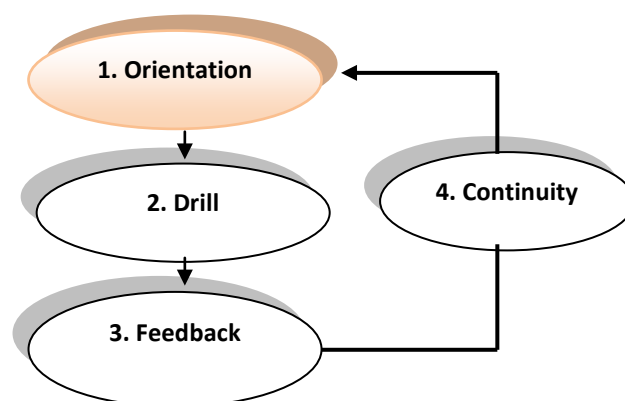 1. Orientation
2. Drill
3. Feedback
4. Continuity